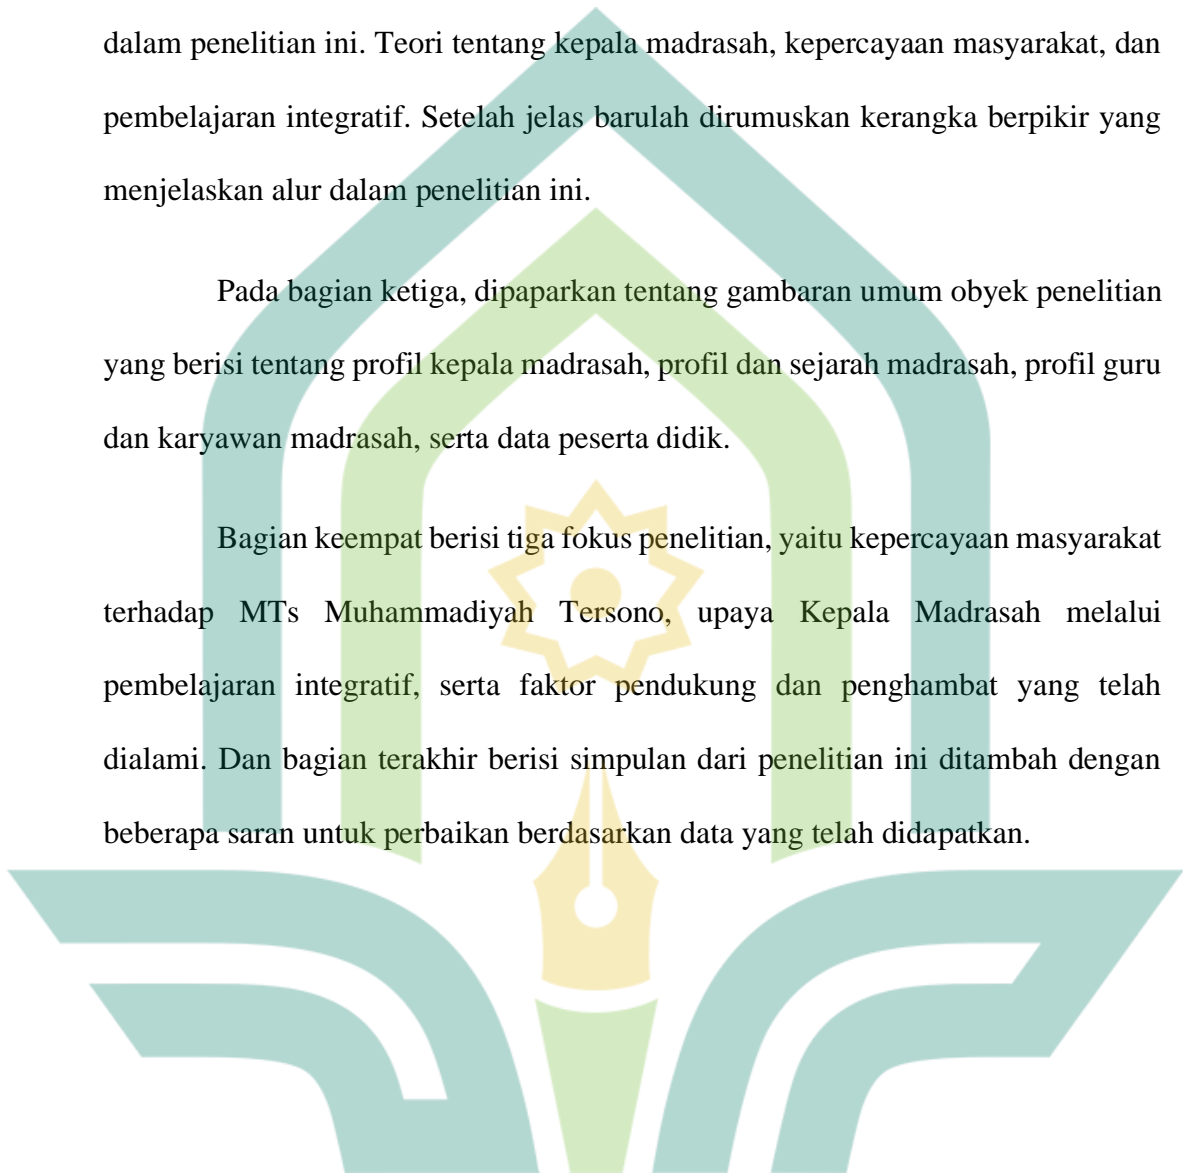 dalam penelitian ini. Teori tentang kepala madrasah, kepercayaan masyarakat, dan
pembelajaran integratif. Setelah jelas barulah dirumuskan kerangka berpikir yang
menjelaskan alur dalam penelitian ini.
Pada bagian ketiga, dipaparkan tentang gambaran umum obyek penelitian
yang berisi tentang profil kepala madrasah, profil dan sejarah madrasah, profil guru
dan karyawan madrasah, serta data peserta didik.
Bagian keempat berisi tiga fokus penelitian, yaitu kepercayaan masyarakat
terhadap MTs Muhammadiyah Tersono, upaya Kepala Madrasah melalui
pembelajaran integratif, serta faktor pendukung dan penghambat yang telah
dialami. Dan bagian terakhir berisi simpulan dari penelitian ini ditambah dengan
beberapa saran untuk perbaikan berdasarkan data yang telah didapatkan.